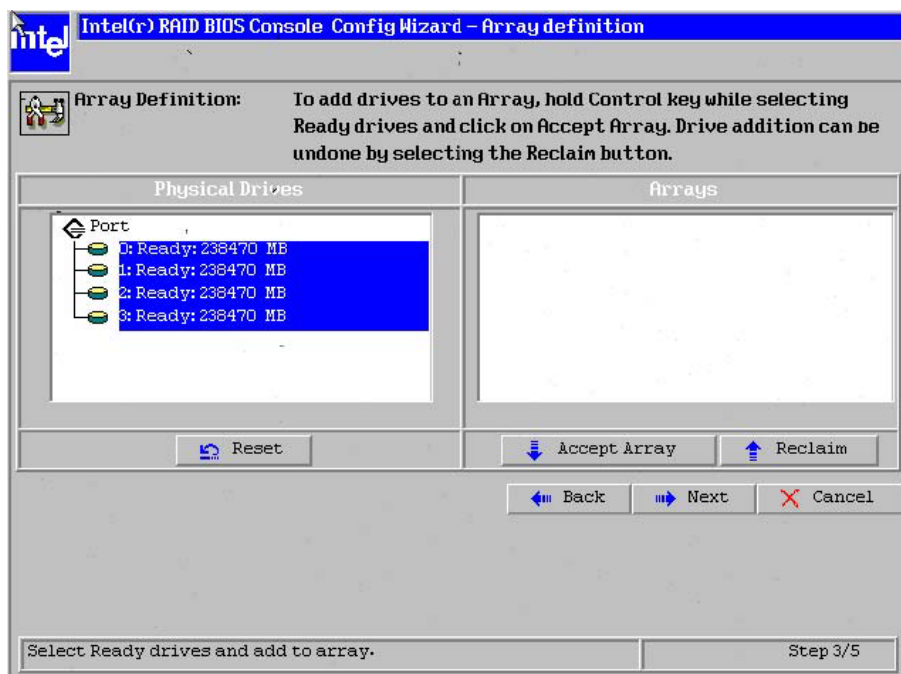 intel
Intel(r) RAID BIOS Console Config Wizard – Array definition
Array Definition:
To add drives to an Array, hold Control key while selecting
Ready drives and click on Accept Array. Drive addition can be
undone by selecting the Reclaim button.
Physical Drives
Arrays
Port
0: Ready: 238470 MB
1: Ready: 238470 MB
2: Ready: 238470 MB
3: Ready: 238470 MB
Reset
Accept Array
Reclaim
Back
Next
Cancel
Select Ready drives and add to array.
Step 3/5